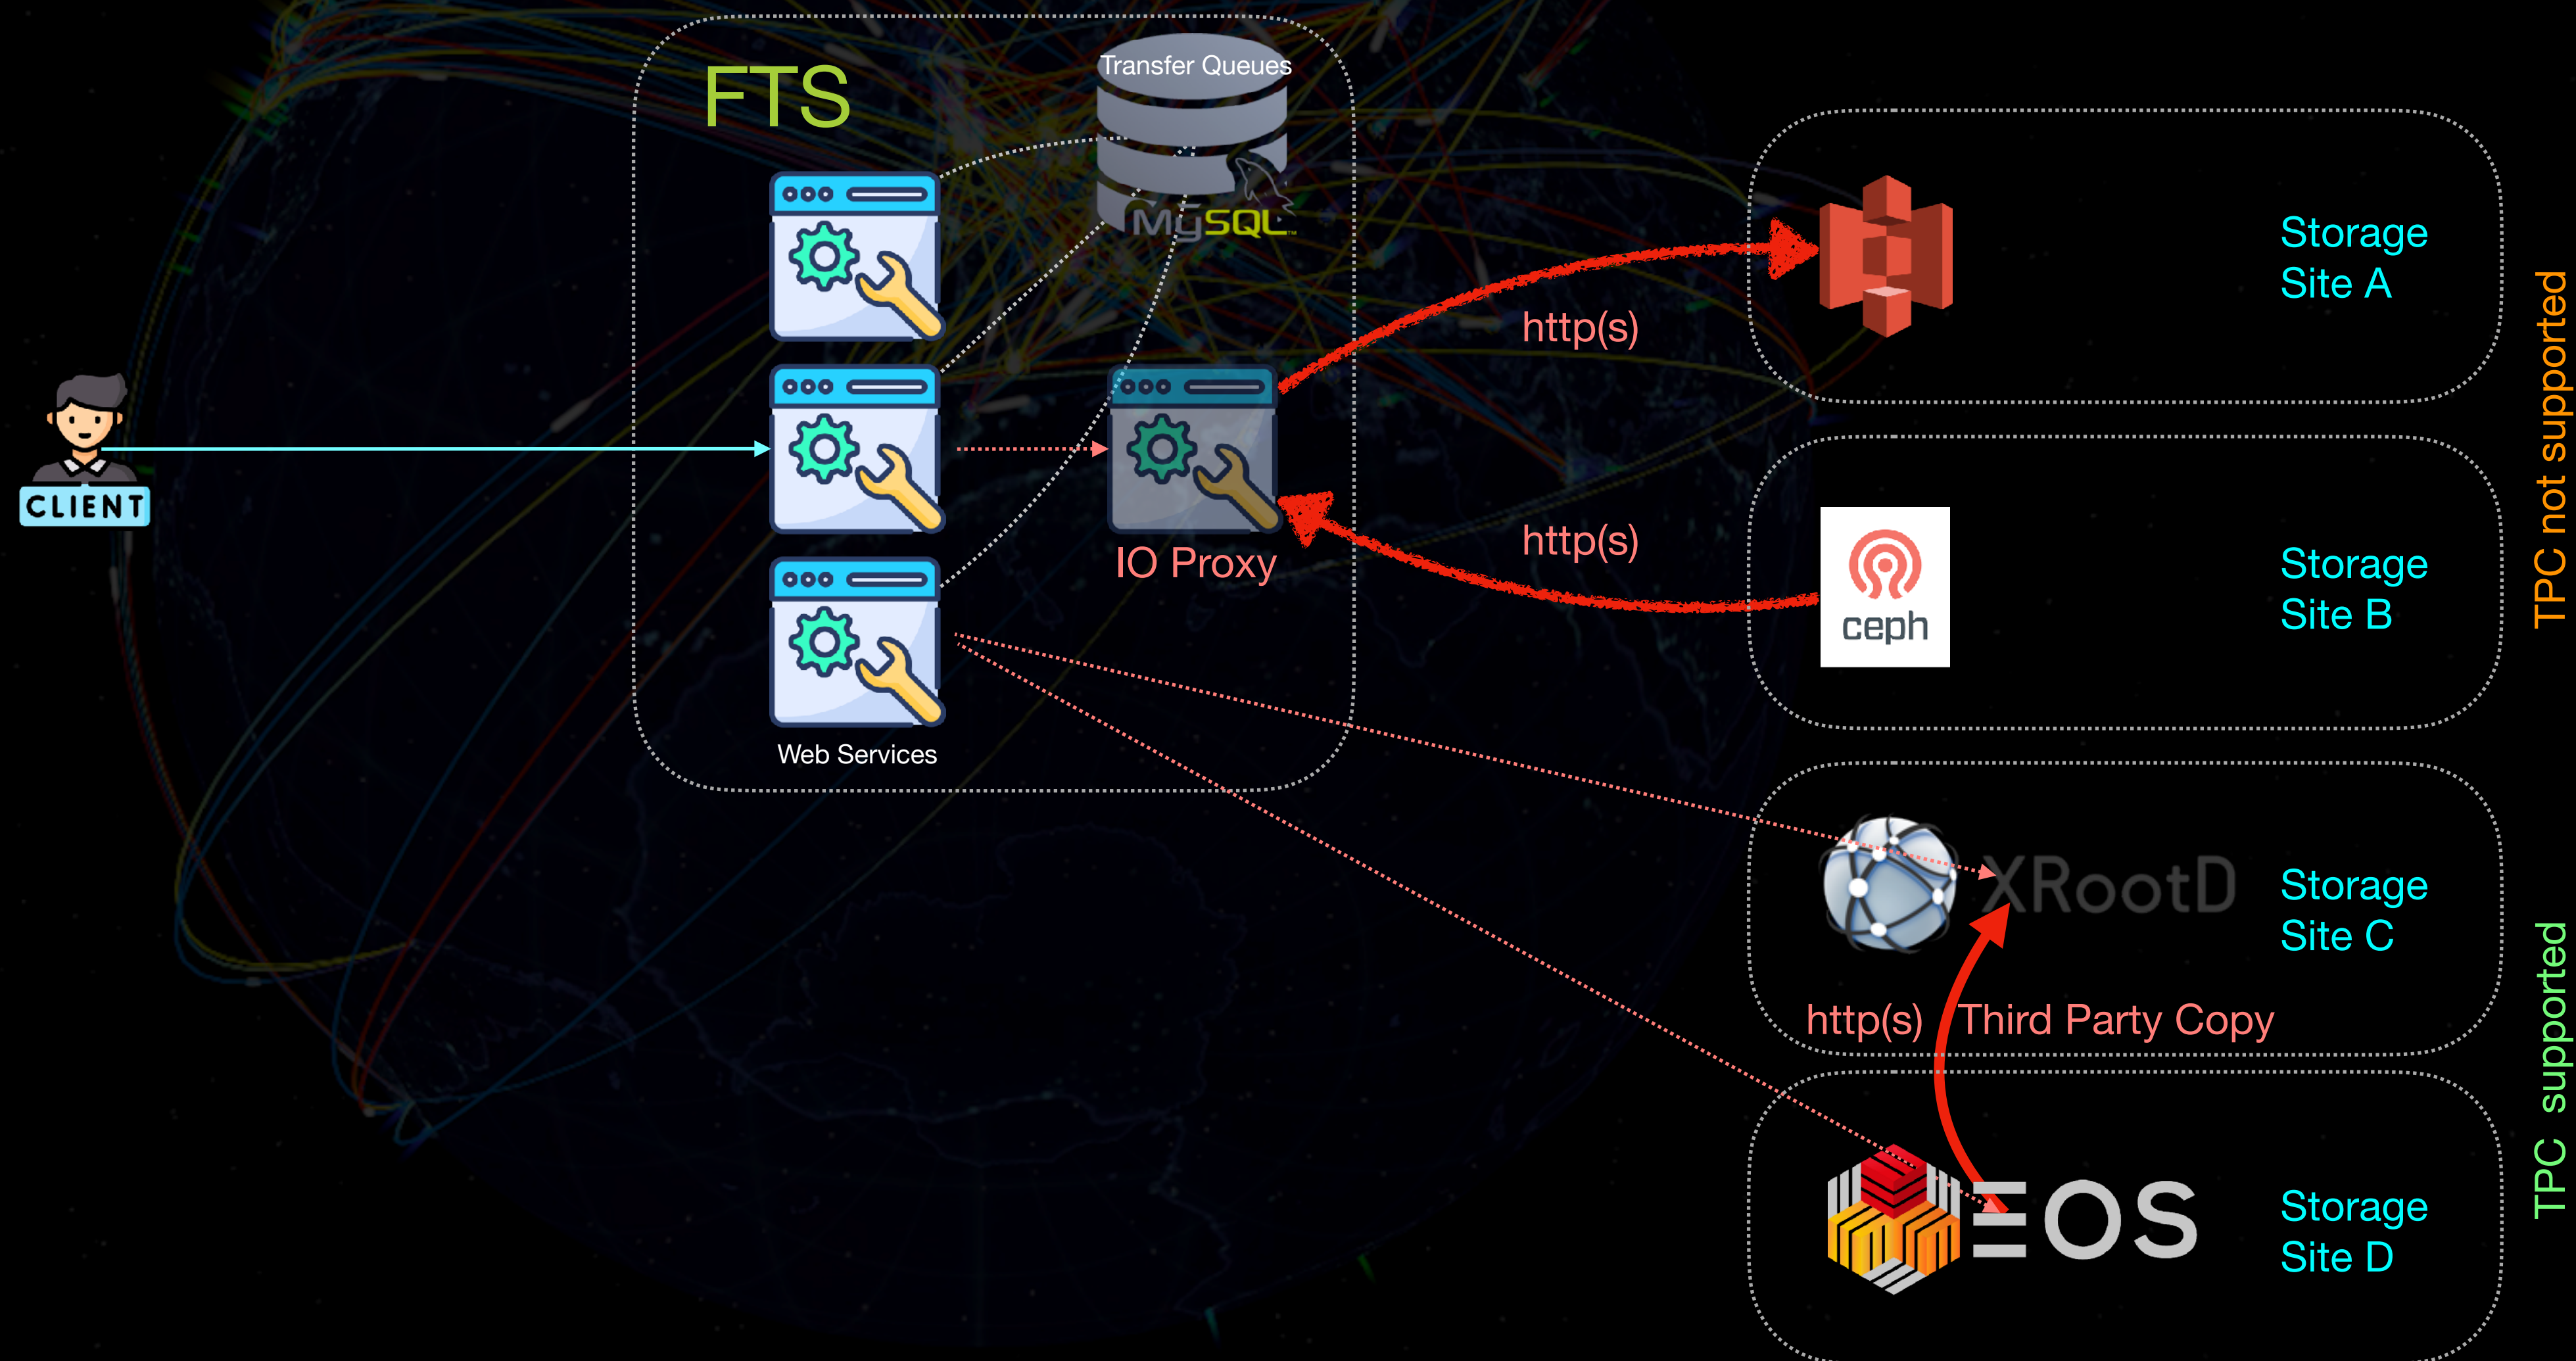 FTS
Transfer Queues
MySQL™
CLIENT
IO Proxy
Web Services
http(s)
http(s)
Storage
Site A
ceph
Storage
Site B
TPC not supported
XRootD
Storage
Site C
http(s) Third Party Copy
EOS
Storage
Site D
TPC supported